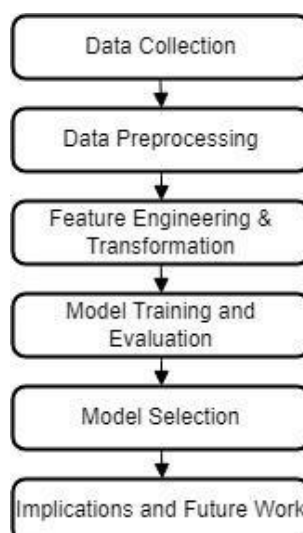 Data Collection
Data Preprocessing
Feature Engineering &
Transformation
Model Training and
Evaluation
Model Selection
Implications and Future Work